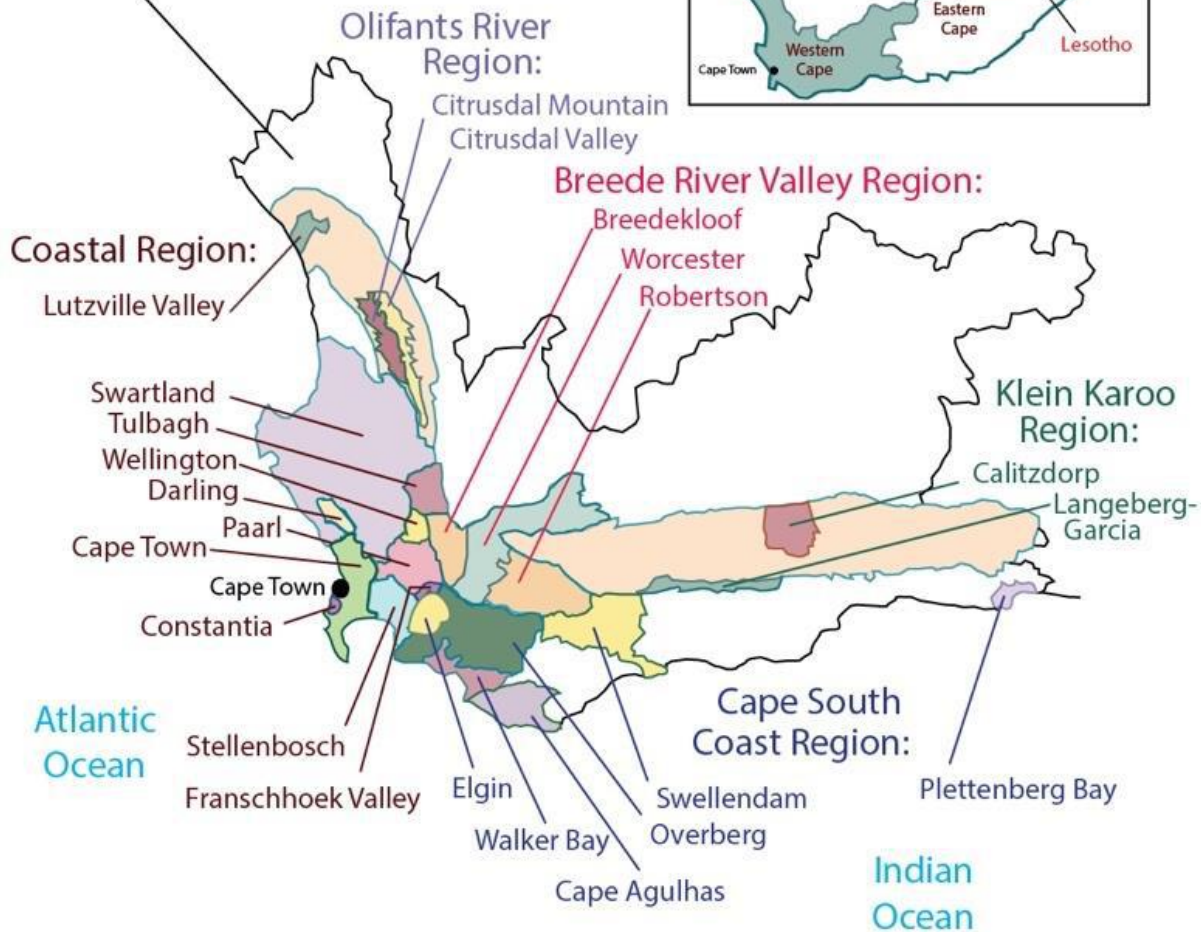 Olifants River
Region:
Citrusdal Mountain
Citrusdal Valley
Eastern
Cape
Lesotho
Western
Cape
Cape Town
Breede River Valley Region:
Breedekloof
Worcester
Robertson
Coastal Region:
Lutzville Valley
Swartland
Tulbagh
Wellington
Darling
Paarl
Cape Town
Cape Town
Constantia
Stellenbosch
Franschhoek Valley
Klein Karoo
Region:
Calitzdorp
Langeberg-
Garcia
Cape South
Coast Region:
Elgin
Walker Bay
Cape Agulhas
Overberg
Swellendam
Plettenberg Bay
Atlantic
Ocean
Indian
Ocean